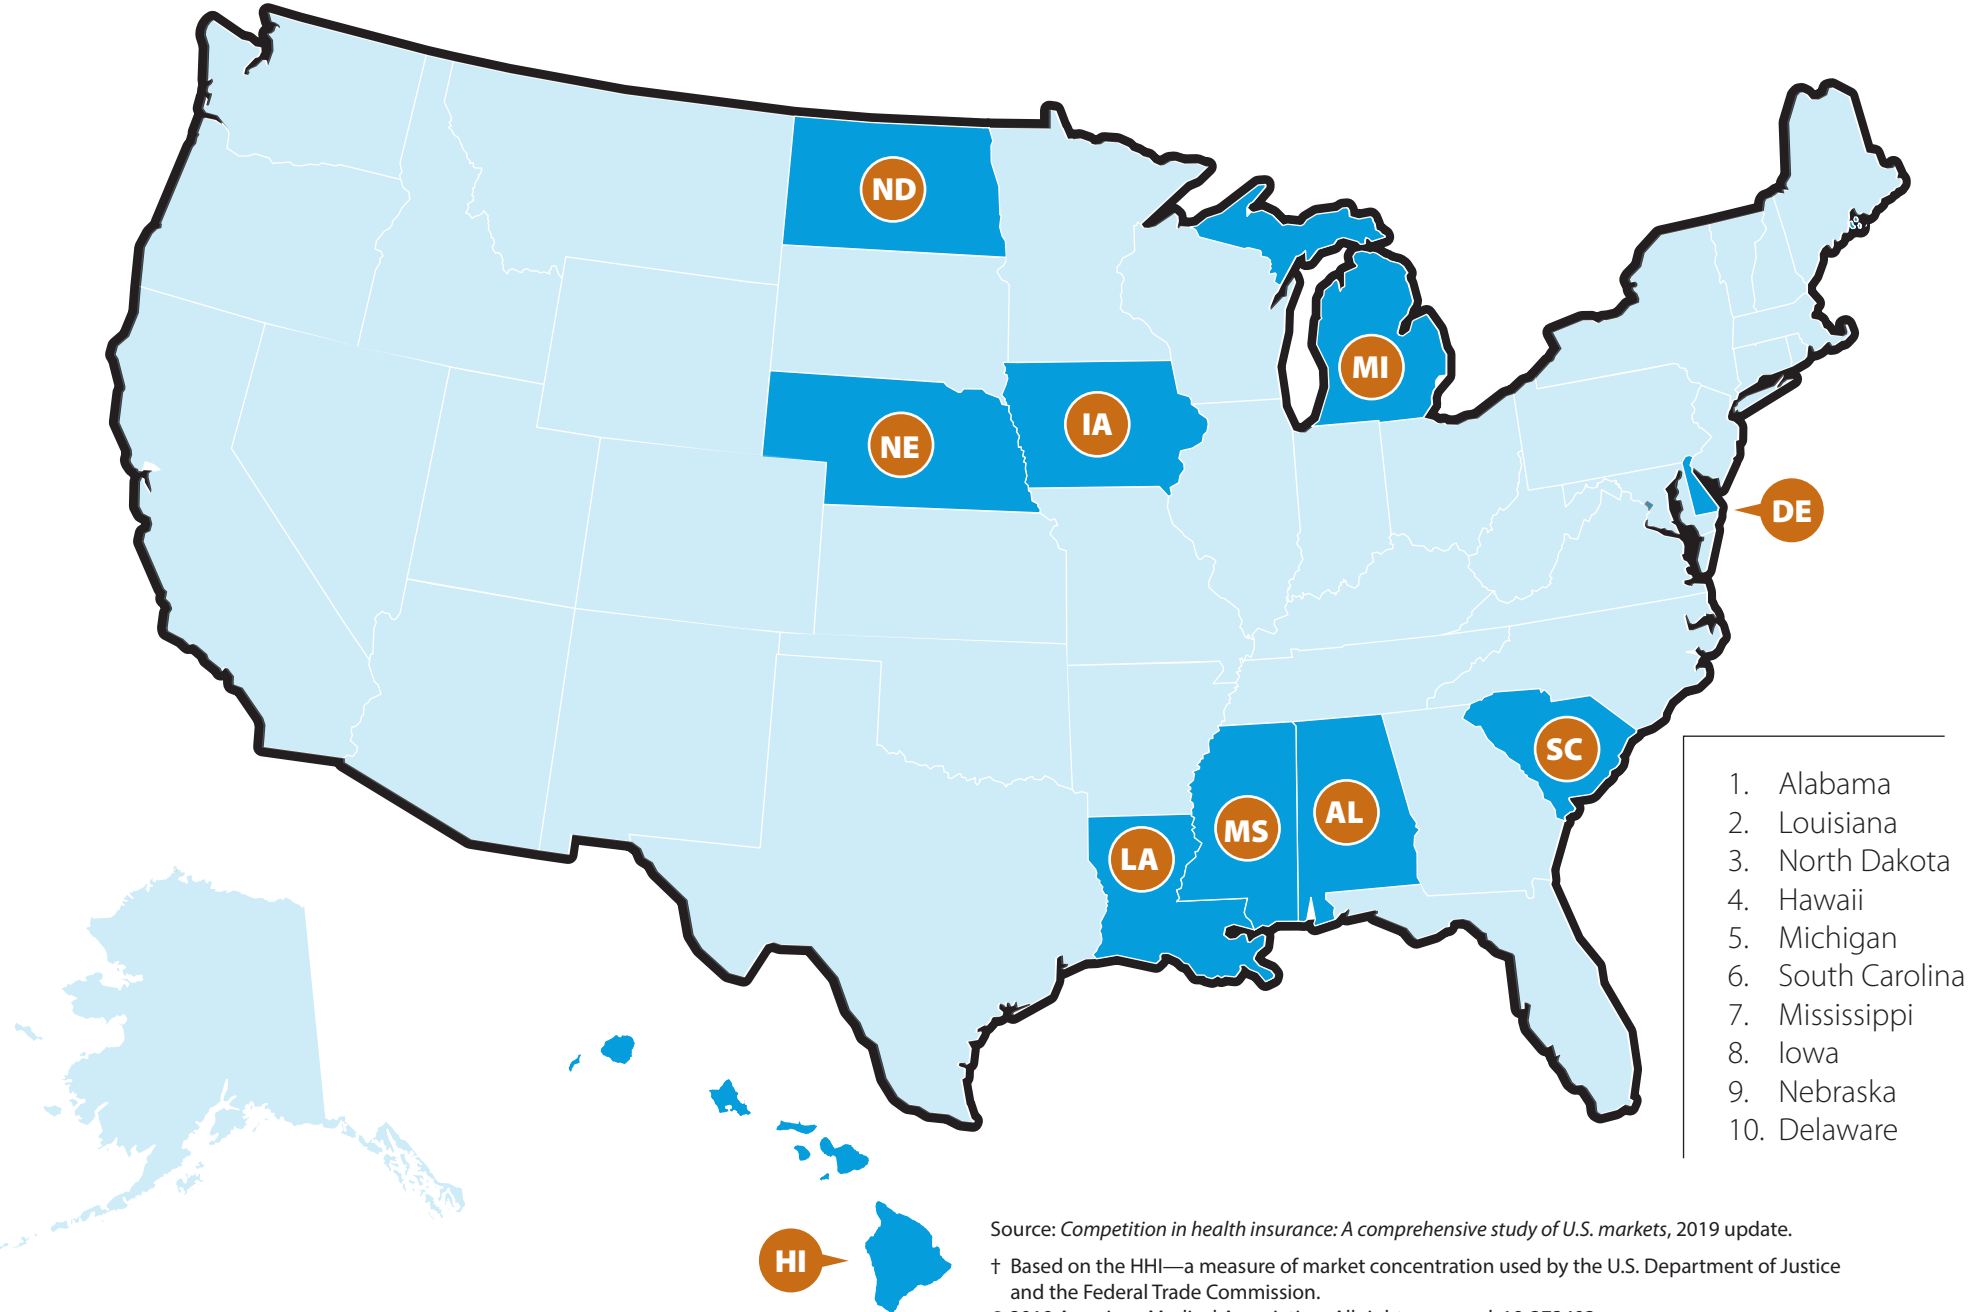 ND
MI
IA
NE
DE
SC
AL
MS
LA
HI
1. Alabama
2. Louisiana
3. North Dakota
4. Hawaii
5. Michigan
6. South Carolina
7. Mississippi
8. Iowa
9. Nebraska
10. Delaware
Source: Competition in health insurance: A comprehensive study of U.S. markets, 2019 update.
† Based on the HHI—a measure of market concentration used by the U.S. Department of Justice
and the Federal Trade Commission.